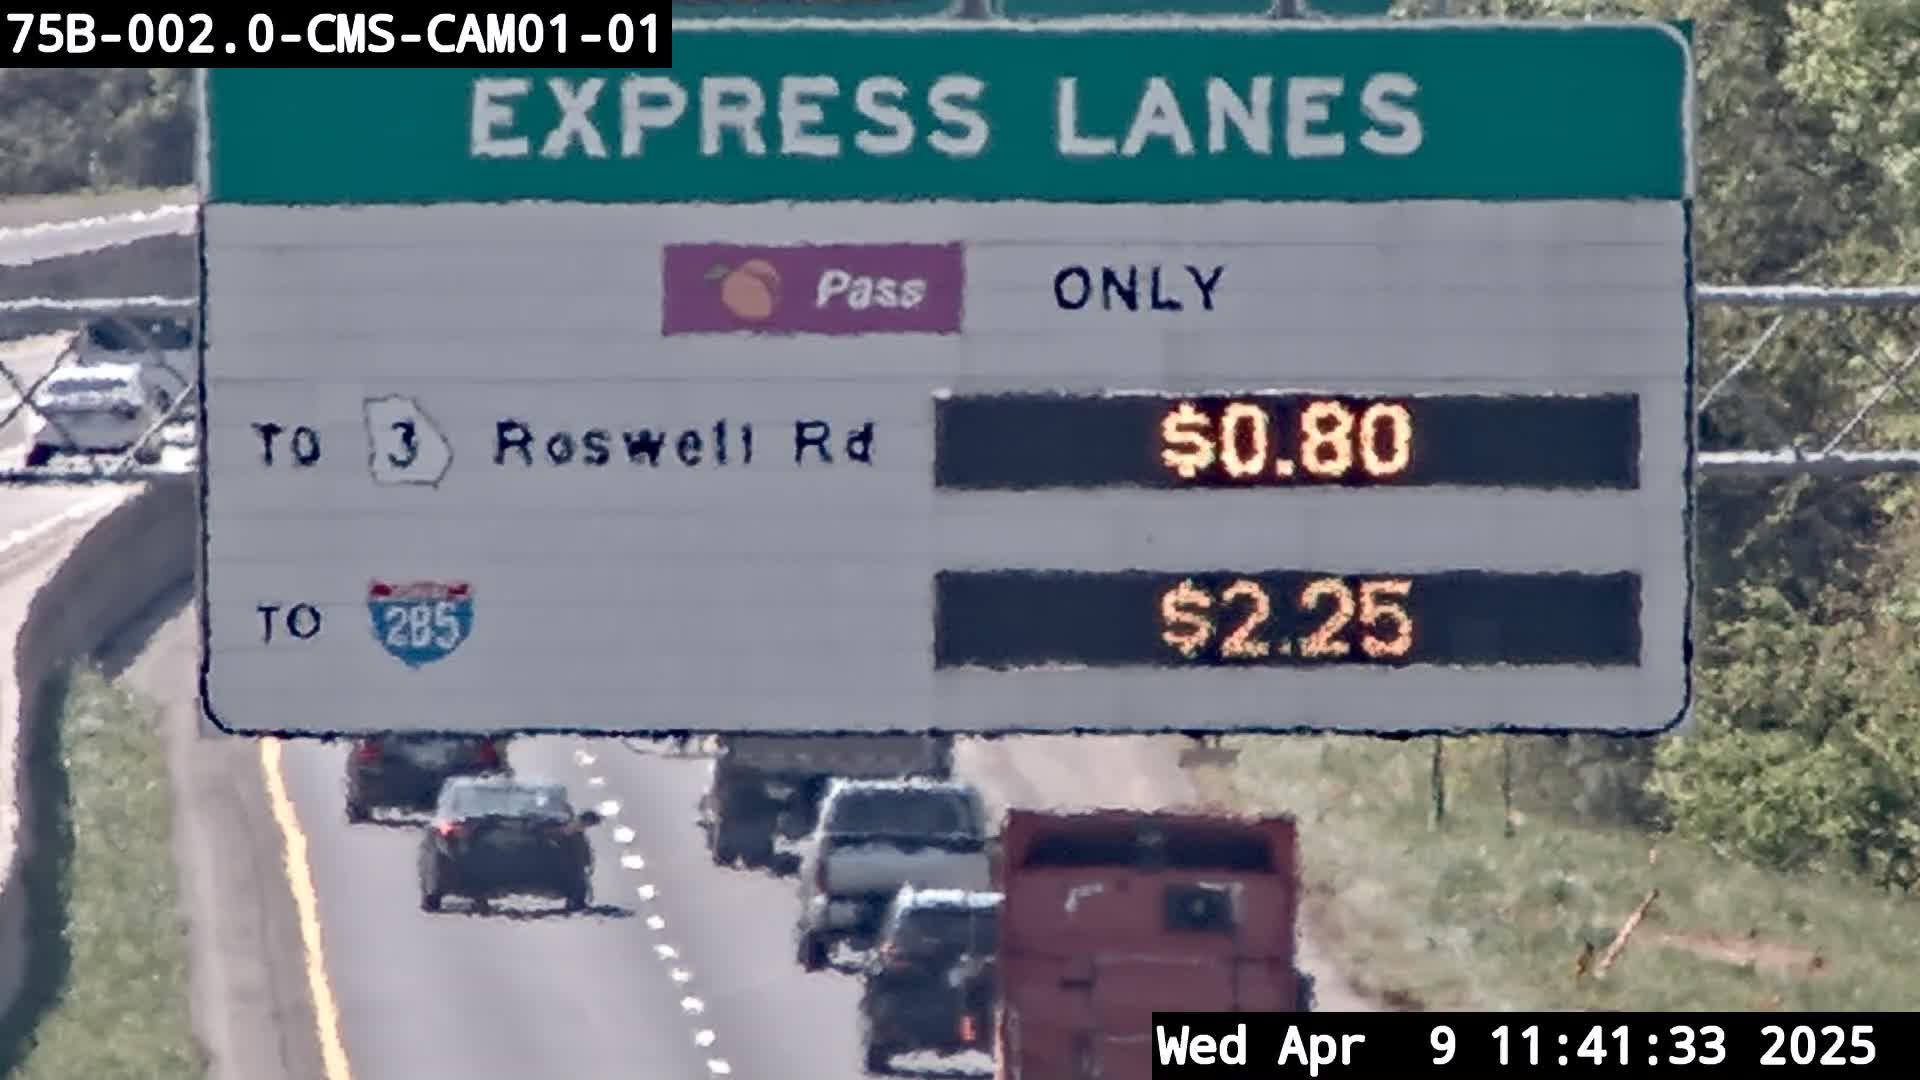 75B-002.0-CMS-CAM01-01
EXPRESS LANES
Pass ONLY
TO 3 Roswell Rd $0.80
TO 285 $2.25
Wed Apr 9 11:41:33 2025